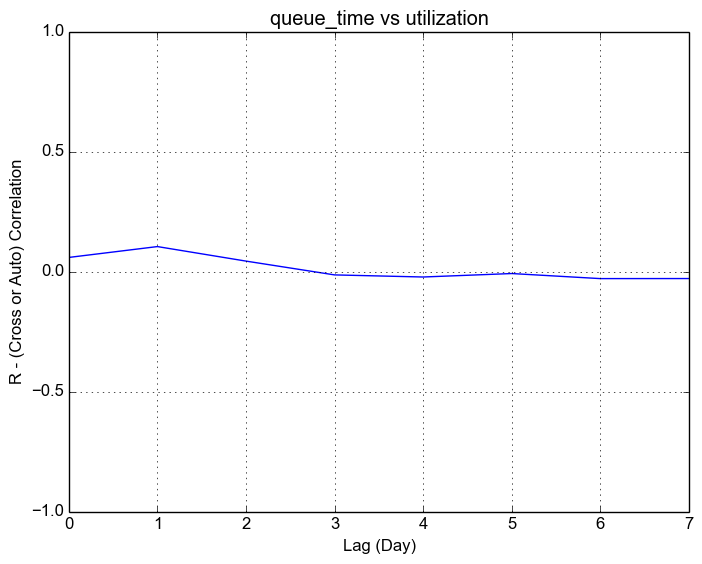 queue_time vs utilization
1.0
0.5
0.0
−0.5
−1.0
R - (Cross or Auto) Correlation
0 1 2 3 4 5 6 7
Lag (Day)